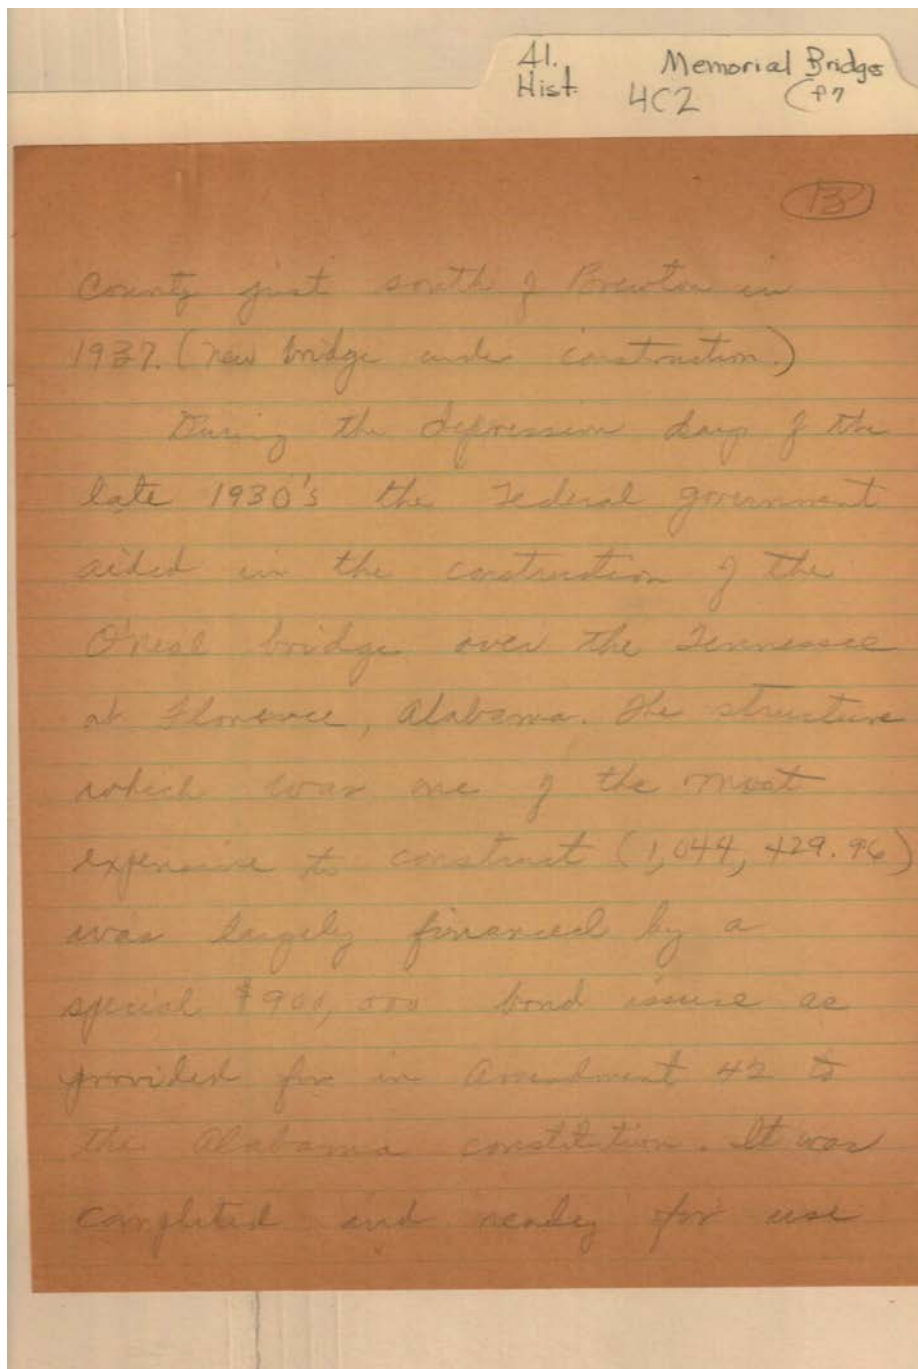 Al. Memorial Bridges
Hist 4C2 (P7
13
County just south of Brewton in
1937. (new bridge under construction.)
During the depression days of the
late 1930's the Federal government
aided in the construction of the
O'neal bridge over the Tennessee
at Florence, Alabama. The structure
which was one of the most
expensive to construct (1,044,429.96)
was largely financed by a
special $900,000 bond issuse as
provided for in Amendment 42 to
the Alabama constitution. It was
completed and ready for use